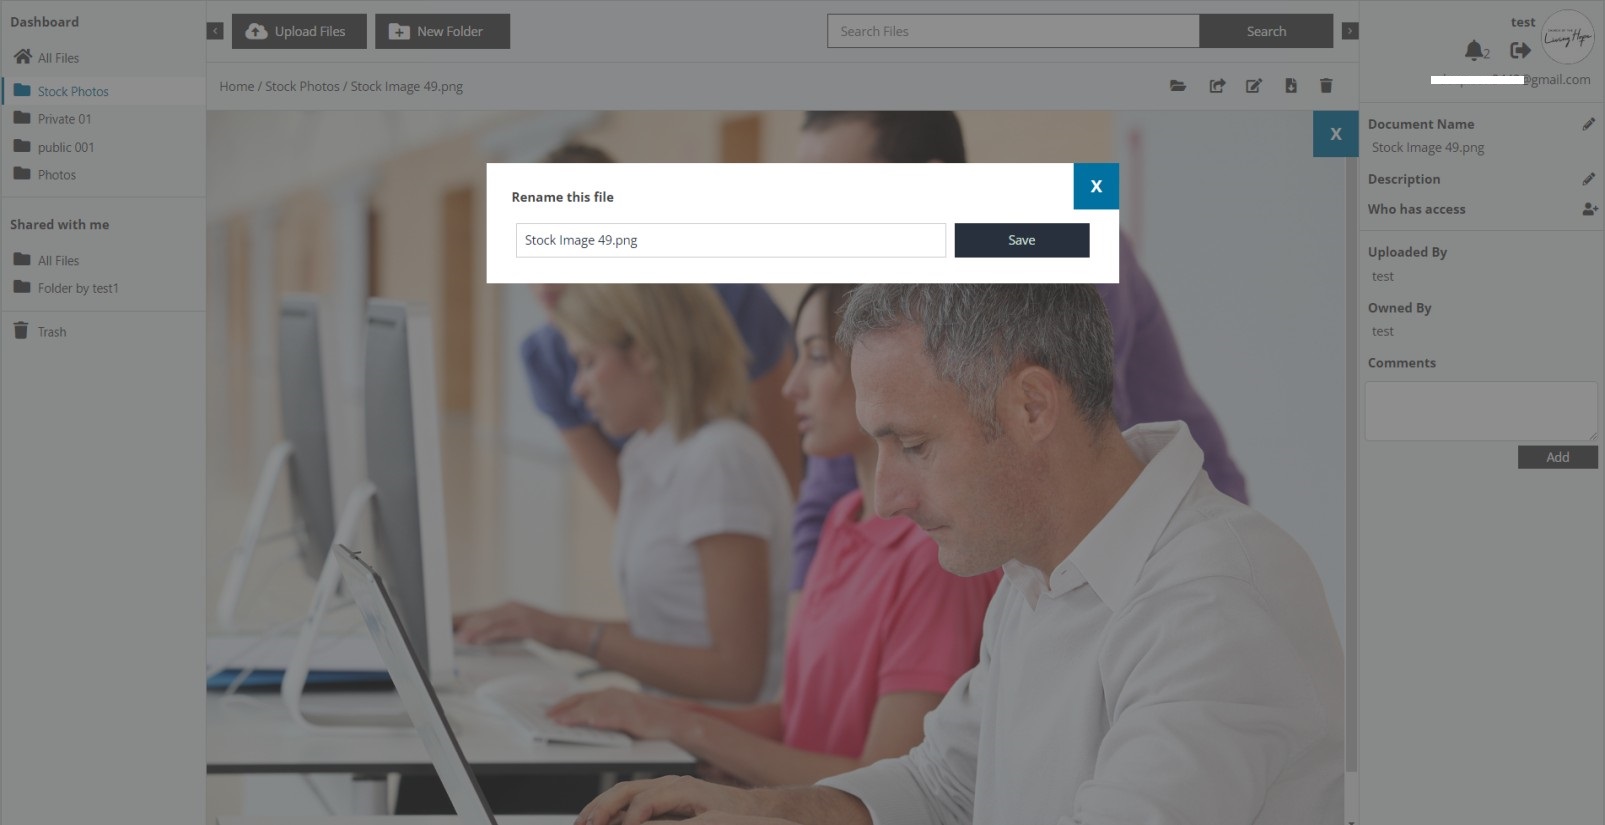 Dashboard
All Files
Stock Photos
Private 01
public 001
Photos
Shared with me
All Files
Folder by test1
Trash
Upload Files
New Folder
Search Files
Search
Home / Stock Photos / Stock Image 49.png
X
Rename this file
X
Stock Image 49.png
Save
test
2
@gmail.com
Document Name
Stock Image 49.png
Description
Who has access
Uploaded By
test
Owned By
test
Comments
Add
Living Hope